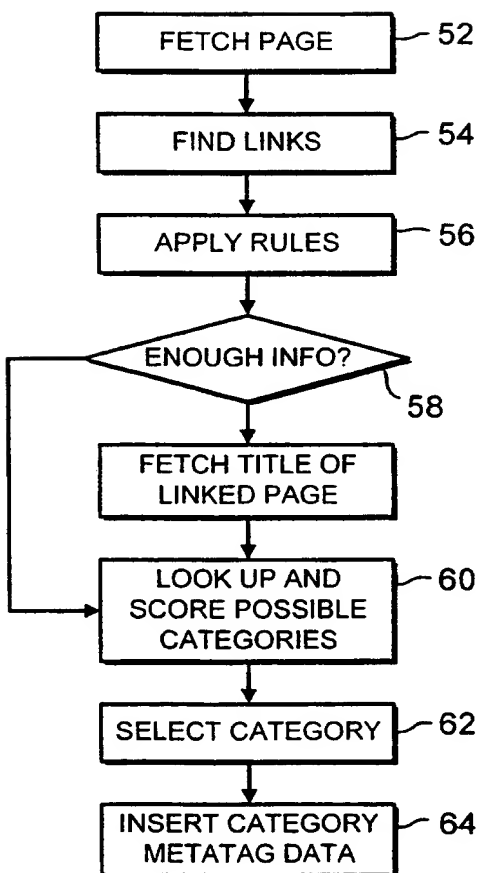 FETCH PAGE
52
FIND LINKS
54
APPLY RULES
56
ENOUGH INFO?
58
FETCH TITLE OF
LINKED PAGE
LOOK UP AND
SCORE POSSIBLE
CATEGORIES
60
SELECT CATEGORY
62
INSERT CATEGORY
METATAG DATA
64